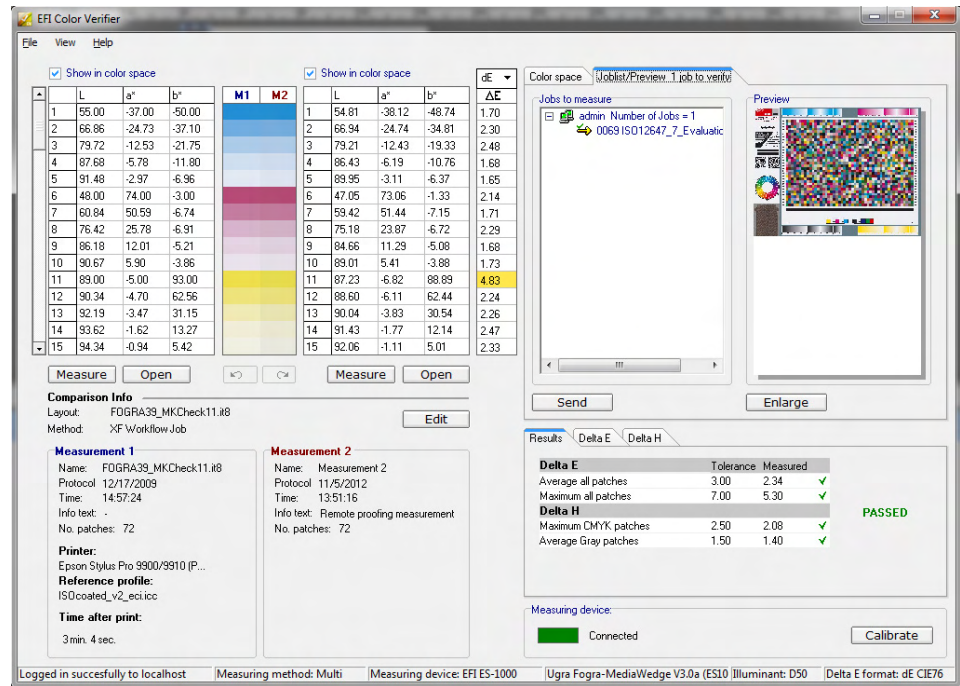 EFI Color Verifier
File View Help
Show in color space
Show in color space
dE
Color space Joblist/Preview 1 job to verify
L a* b* M1 M2 L a* b* ΔE
1 55.00 -37.00 -50.00 1 54.81 -38.12 -48.74 1.70
2 66.86 -24.73 -37.10 2 66.94 -24.74 -34.81 2.30
3 79.72 -12.53 -21.75 3 79.21 -12.43 -19.33 2.48
4 87.68 -5.78 -11.80 4 86.43 -6.19 -10.76 1.68
5 91.48 -2.97 -6.96 5 89.95 -3.11 -6.37 1.65
6 48.00 74.00 -3.00 6 47.05 73.06 -1.33 2.14
7 60.84 50.59 -6.74 7 59.42 51.44 -7.15 1.71
8 76.42 25.78 -6.91 8 75.18 23.87 -6.72 2.29
9 86.18 12.01 -5.21 9 84.66 11.29 -5.08 1.68
10 90.67 5.90 -3.86 10 89.01 5.41 -3.88 1.73
11 89.00 -5.00 93.00 11 87.23 -6.82 88.89 4.83
12 90.34 -4.70 62.56 12 88.60 -6.11 62.44 2.24
13 92.19 -3.47 31.15 13 90.04 -3.83 30.54 2.26
14 93.62 -1.62 13.27 14 91.43 -1.77 12.14 2.47
15 94.34 -0.94 5.42 15 92.06 -1.11 5.01 2.33
Jobs to measure
admin Number of Jobs = 1
0069 ISO12647_7_Evaluatic
Preview
Measure Open Measure Open
Send Enlarge
Comparison Info
Layout: FOGRA39_MKCheck11.it8
Method: XF Workflow Job
Edit
Measurement 1
Name: FOGRA39_MKCheck11.it8
Protocol 12/17/2009
Time: 14:57:24
Info text: -
No. patches: 72
Printer:
Epson Stylus Pro 9900/9910 (P...
Reference profile:
ISOcoated_v2_eci.icc
Time after print:
3 min. 4 sec.
Measurement 2
Name: Measurement 2
Protocol 11/5/2012
Time: 13:51:16
Info text: Remote proofing measurement
No. patches: 72
Results Delta E Delta H
Delta E Tolerance Measured
Average all patches 3.00 2.34
Maximum all patches 7.00 5.30
Delta H
Maximum CMYK patches 2.50 2.08
Average Gray patches 1.50 1.40
PASSED
Measuring device:
Connected
Calibrate
Logged in succesfully to localhost Measuring method: Multi Measuring device: EFI ES-1000 Ugra Fogra-MediaWedge V3.0a (ES10 Illuminant: D50 Delta E format: dE CIE76